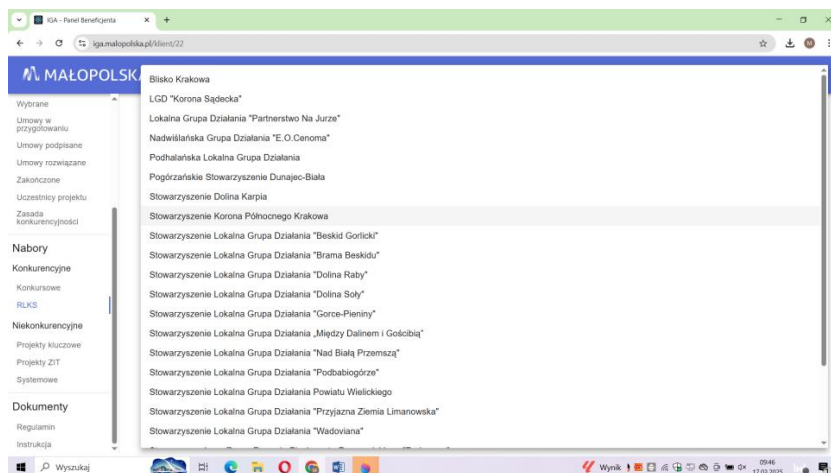 IGA - Panel Beneficjenta
iga.malopolska.pl/klient/22
M
MAŁOPOLSK
Wybrane
Umowy w
przygotowaniu
Umowy podpisane
Umowy rozwiązane
Zakończone
Uczestnicy projektu
Zasada
konkurencyjności
Nabory
Konkurencyjne
Konkursowe
RLKS
Niekonkurencyjne
Projekty kluczowe
Projekty ZIT
Systemowe
Dokumenty
Regulamin
Instrukcja
Blisko Krakowa
LGD "Korona Sądecka"
Lokalna Grupa Działania "Partnerstwo Na Jurze"
Nadwiślańska Grupa Działania "E.O.Cenoma"
Podhalańska Lokalna Grupa Działania
Pogórzańskie Stowarzyszenie Dunajec-Biała
Stowarzyszenie Dolina Karpia
Stowarzyszenie Korona Północnego Krakowa
Stowarzyszenie Lokalna Grupa Działania "Beskid Gorlicki"
Stowarzyszenie Lokalna Grupa Działania "Brama Beskidu"
Stowarzyszenie Lokalna Grupa Działania "Dolina Raby"
Stowarzyszenie Lokalna Grupa Działania "Dolina Soły"
Stowarzyszenie Lokalna Grupa Działania "Gorce-Pieniny"
Stowarzyszenie Lokalna Grupa Działania „Między Dalinem i Gościbią"
Stowarzyszenie Lokalna Grupa Działania "Nad Białą Przemszą"
Stowarzyszenie Lokalna Grupa Działania "Podbabiogórze"
Stowarzyszenie Lokalna Grupa Działania Powiatu Wielickiego
Stowarzyszenie Lokalna Grupa Działania "Przyjazna Ziemia Limanowska"
Stowarzyszenie Lokalna Grupa Działania "Wadoviana"
Wyszukaj
Wynik
09:46
17.03.2025